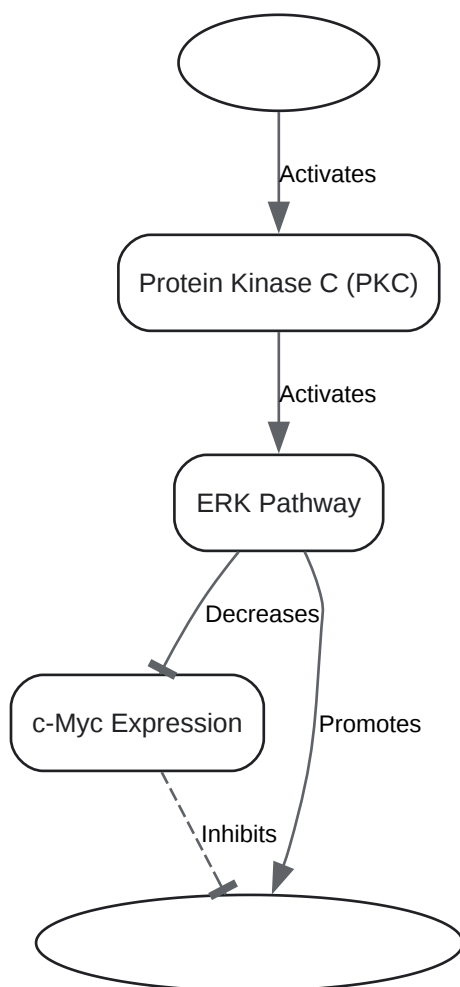 Activates
Protein Kinase C (PKC)
Activates
ERK Pathway
Decreases
c-Myc Expression
Promotes
Inhibits